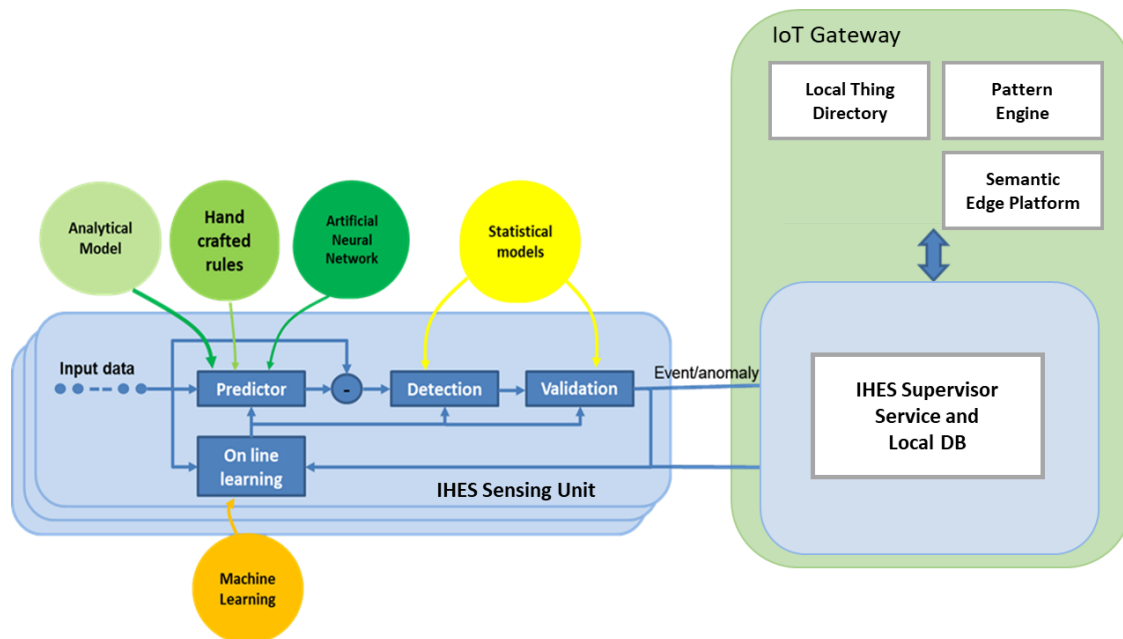 IoT Gateway
Local Thing
Directory
Pattern
Engine
Semantic
Edge Platform
Analytical
Model
Hand
crafted
rules
Artificial
Neural
Network
Statistical
models
Input data
Predictor
-
Detection
Validation
Event/anomaly
On line
learning
IHES Sensing Unit
IHES Supervisor
Service and
Local DB
Machine
Learning